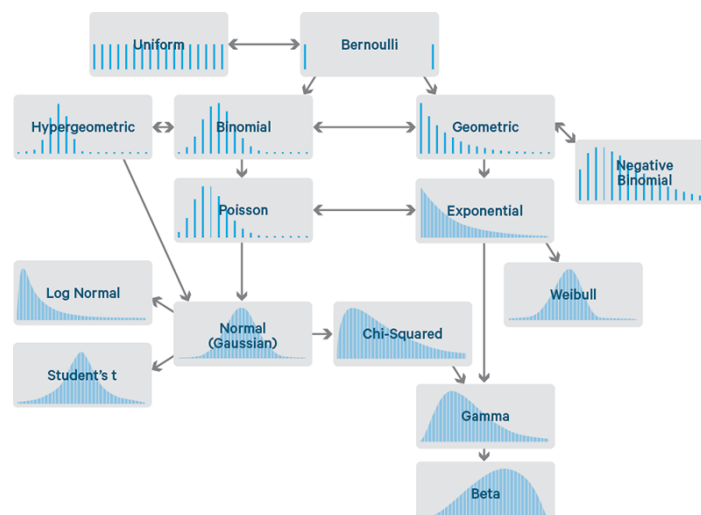 Uniform
Bernoulli
Hypergeometric
Binomial
Geometric
Negative
Binomial
Poisson
Exponential
Log Normal
Weibull
Normal
(Gaussian)
Chi-Squared
Student's t
Gamma
Beta